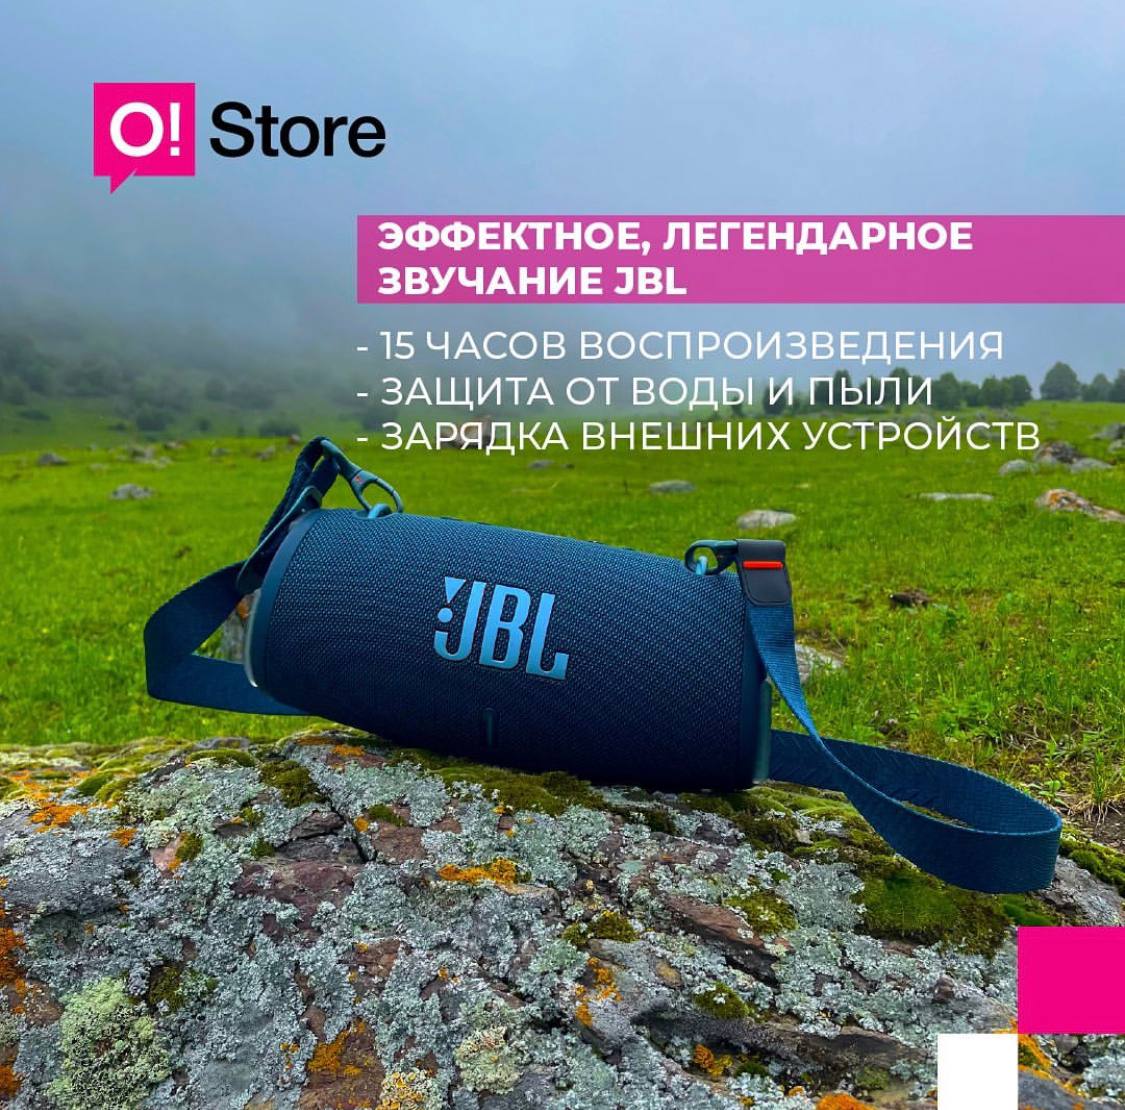 O! Store
ЭФФЕКТНОЕ, ЛЕГЕНДАРНОЕ
ЗВУЧАНИЕ JBL
- 15 ЧАСОВ ВОСПРОИЗВЕДЕНИЯ
- ЗАЩИТА ОТ ВОДЫ И ПЫЛИ
- ЗАРЯДКА ВНЕШНИХ УСТРОЙСТВ
JBL